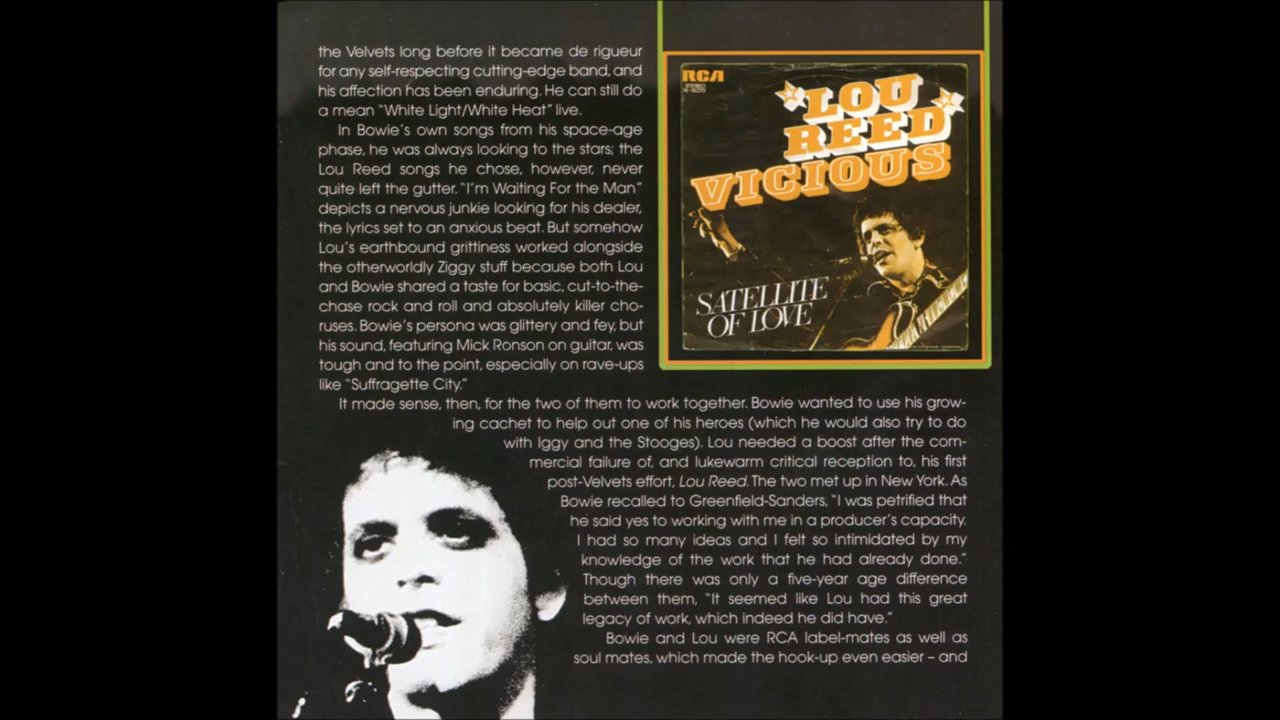 the Velvets long before it became de rigueur
for any self-respecting cutting-edge band, and
his affection has been enduring. He can still do
a mean “White Light/White Heat” live.
In Bowie’s own songs from his space-age
phase, he was always looking to the stars; the
Lou Reed songs he chose, however, never
quite left the gutter. “I’m Waiting For the Man”
depicts a nervous junkie looking for his dealer,
the lyrics set to an anxious beat. But somehow
Lou’s earthbound grittiness worked alongside
the otherworldly Ziggy stuff because both Lou
and Bowie shared a taste for basic, cut-to-the-
chase rock and roll and absolutely killer cho-
ruses. Bowie’s persona was glittery and fey, but
his sound, featuring Mick Ronson on guitar, was
tough and to the point, especially on rave-ups
like “Suffragette City.”
RCA
STEREO
LOU
REED
VICIOUS
SATELLITE
OF LOVE
It made sense, then, for the two of them to work together. Bowie wanted to use his grow-
ing cachet to help out one of his heroes (which he would also try to do
with Iggy and the Stooges). Lou needed a boost after the com-
mercial failure of, and lukewarm critical reception to, his first
post-Velvets effort, Lou Reed. The two met up in New York. As
Bowie recalled to Greenfield-Sanders, “I was petrified that
he said yes to working with me in a producer’s capacity.
I had so many ideas and I felt so intimidated by my
knowledge of the work that he had already done.”
Though there was only a five-year age difference
between them, “It seemed like Lou had this great
legacy of work, which indeed he did have.”
Bowie and Lou were RCA label-mates as well as
soul mates, which made the hook-up even easier – and